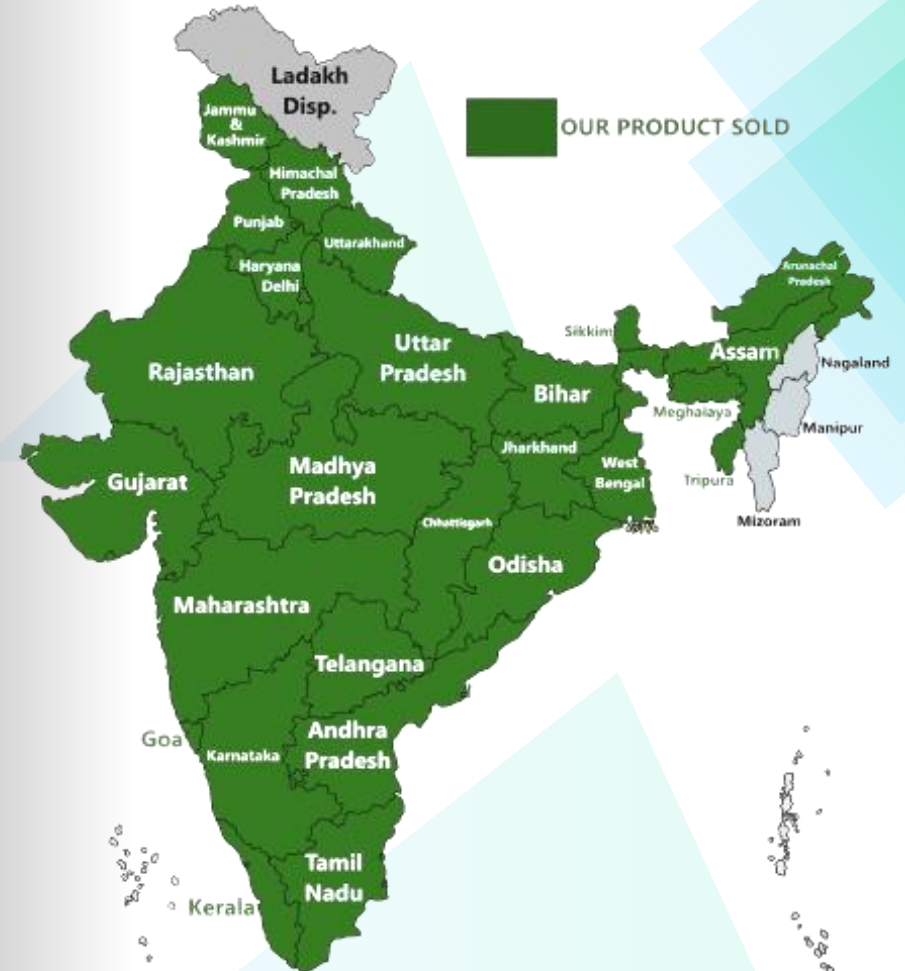 Ladakh
Disp.
Jammu
&
Kashmir
OUR PRODUCT SOLD
Himachal
Pradesh
Punjab
Uttarakhand
Haryana
Delhi
Arunachal
Pradesh
Sikkim
Uttar
Pradesh
Assam
Nagaland
Rajasthan
Bihar
Meghalaya
Manipur
Jharkhand
Madhya
Pradesh
West
Bengal
Gujarat
Tripura
Mizoram
Chhattisgarh
Odisha
Maharashtra
Telangana
Goa
Andhra
Pradesh
Karnataka
Tamil
Nadu
Kerala